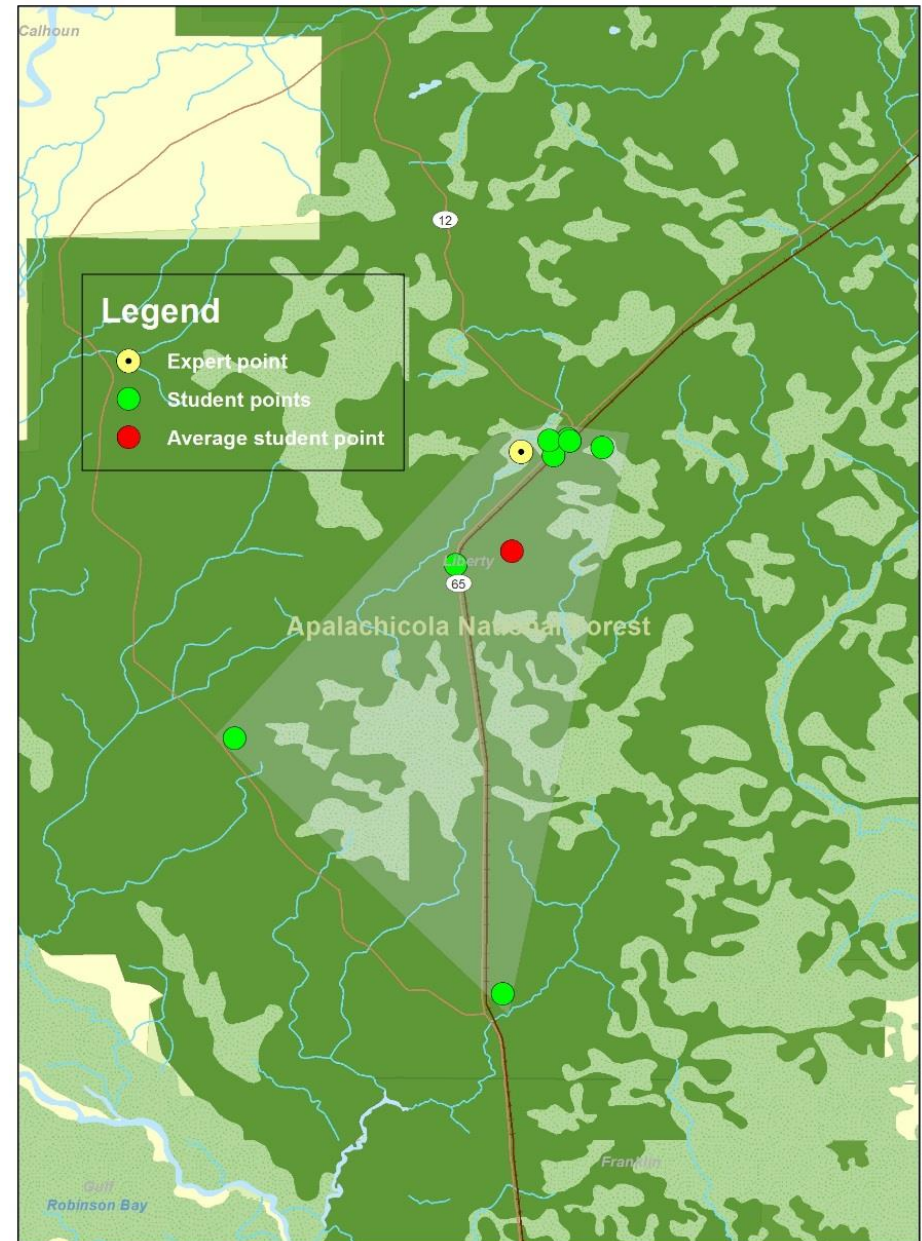 Calhoun
12
Legend
Expert point
Student points
Average student point
Liberty
65
Apalachicola National Forest
Franklin
Gulf
Robinson Bay